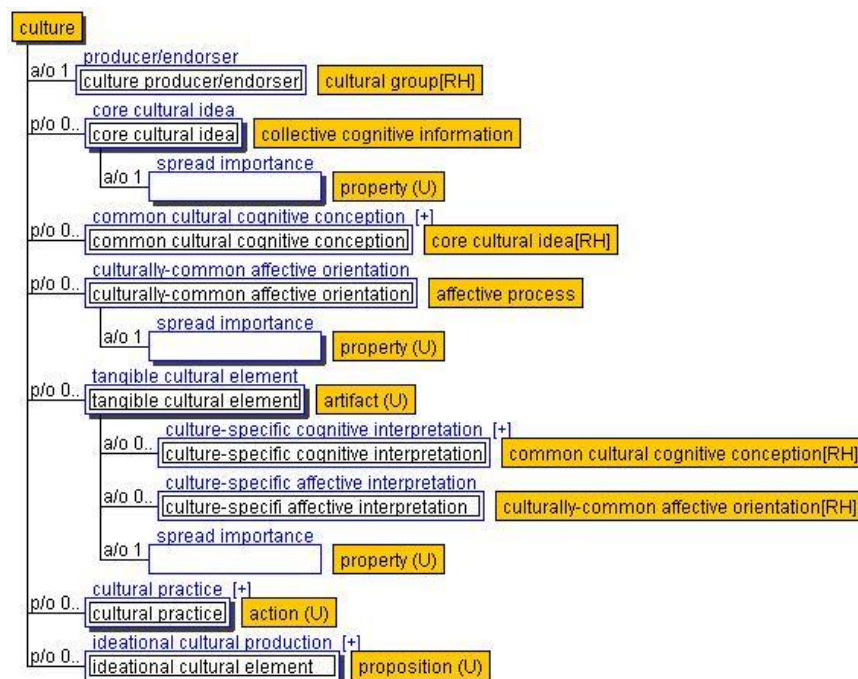 culture
producer/endorser
a/o 1 culture producer/endorser cultural group[RH]
core cultural idea
p/o 0.. core cultural idea collective cognitive information
spread importance
a/o 1 property (U)
common cultural cognitive conception [+]
p/o 0.. common cultural cognitive conception core cultural idea[RH]
culturally-common affective orientation
p/o 0.. culturally-common affective orientation affective process
spread importance
a/o 1 property (U)
tangible cultural element
p/o 0.. tangible cultural element artifact (U)
culture-specific cognitive interpretation [+]
a/o 0.. culture-specific cognitive interpretation common cultural cognitive conception[RH]
culture-specific affective interpretation
a/o 0.. culture-specifi affective interpretation culturally-common affective orientation[RH]
spread importance
a/o 1 property (U)
cultural practice [+]
p/o 0.. cultural practice action (U)
ideational cultural production [+]
p/o 0.. ideational cultural element proposition (U)